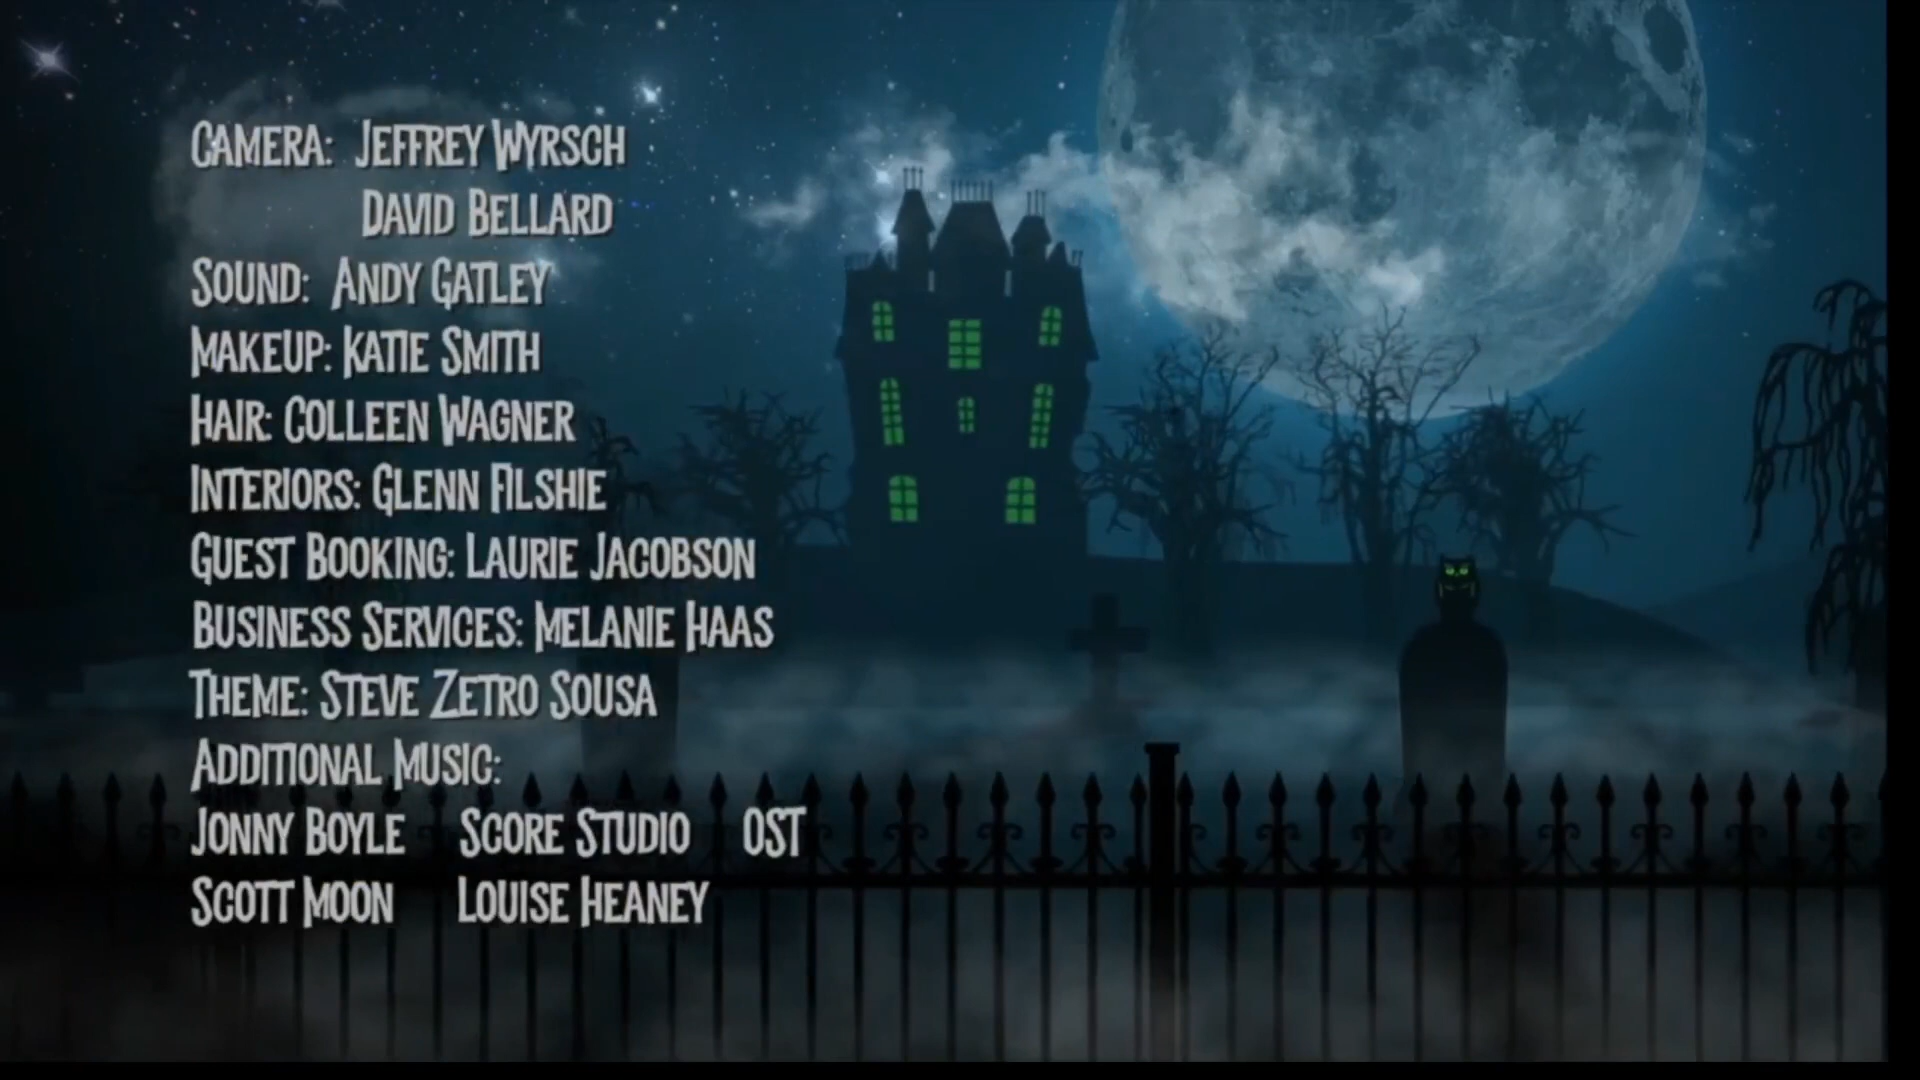 Camera: Jeffrey Wyrsch
David Bellard
Sound: Andy Gatley
Makeup: Katie Smith
Hair: Colleen Wagner
Interiors: Glenn Filshie
Guest Booking: Laurie Jacobson
Business Services: Melanie Haas
Theme: Steve Zetro Sousa
Additional Music:
Jonny Boyle Score Studio OST
Scott Moon Louise Heaney